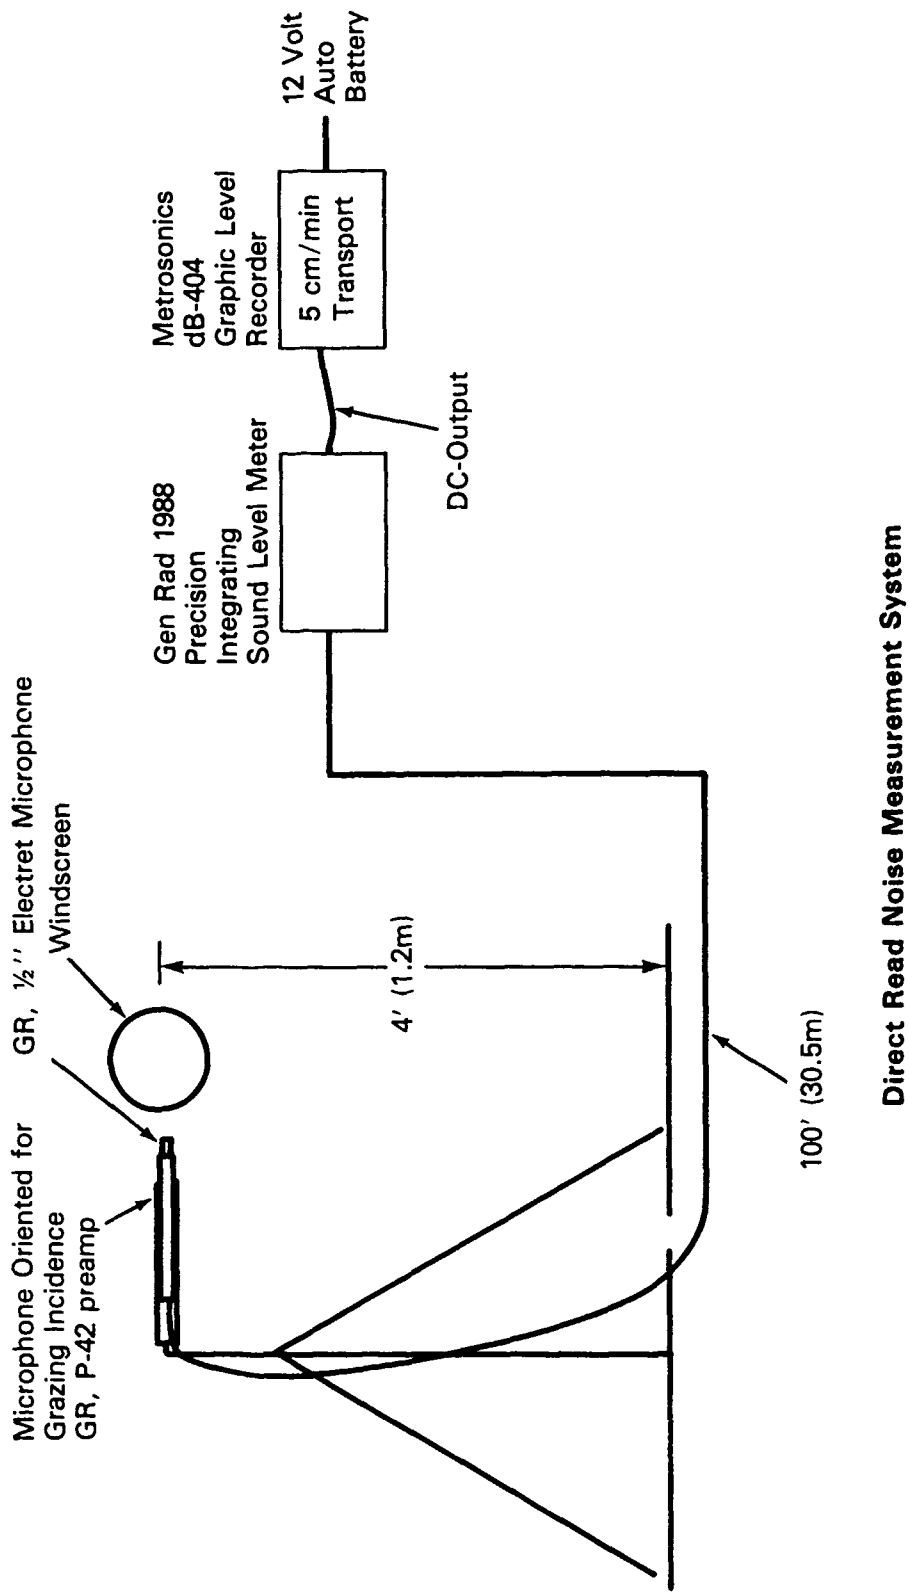 Microphone Oriented for
Grazing Incidence
GR, P-42 preamp
GR, ½'' Electret Microphone
Windscreen
4' (1.2m)
100' (30.5m)
Gen Rad 1988
Precision
Integrating
Sound Level Meter
DC-Output
Metrosonics
dB-404
Graphic Level
Recorder
5 cm/min
Transport
12 Volt
Auto
Battery
Direct Read Noise Measurement System